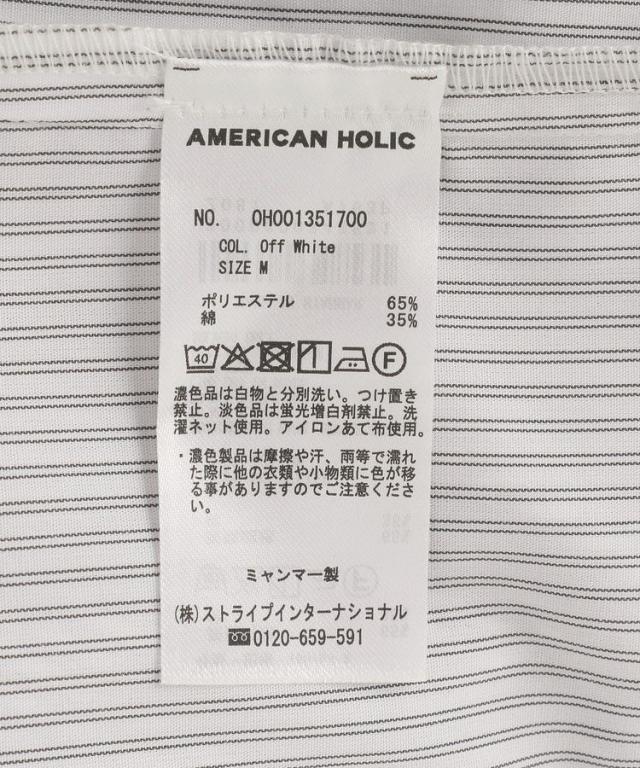 AMERICAN HOLIC
NO. 0H001351700
COL. Off White
SIZE M
ポリエステル 65%
綿 35%
40 F
濃色品は白物と分別洗い。つけ置き
禁止。淡色品は蛍光増白剤禁止。洗
濯ネット使用。アイロンあて布使用。
・濃色製品は摩擦や汗、雨等で濡れ
た際に他の衣類や小物類に色が移
る事がありますのでご注意くださ
い。
ミャンマー製
(株)ストライプインターナショナル
0120-659-591